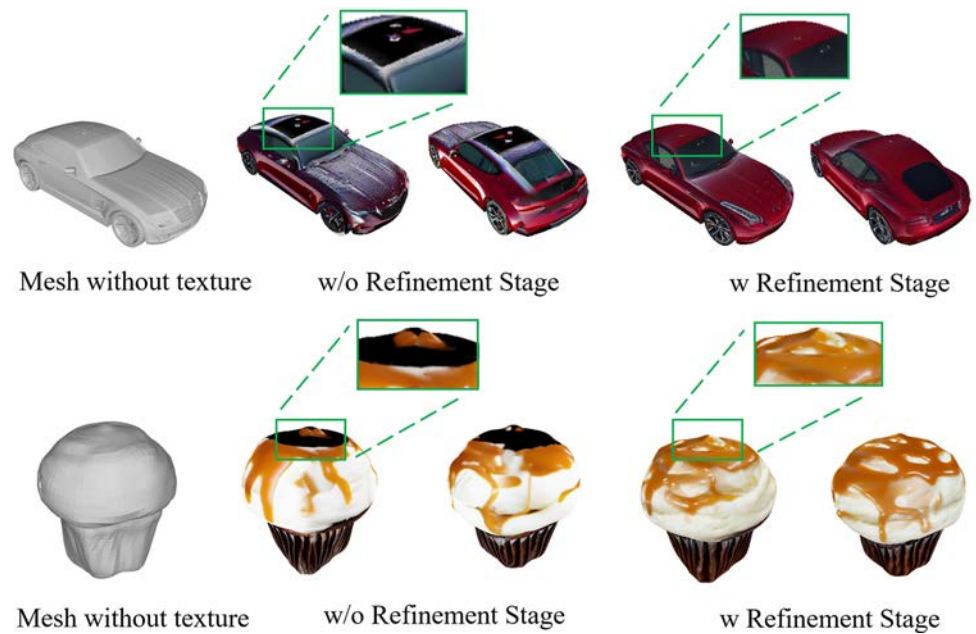 Mesh without texture
w/o Refinement Stage
w Refinement Stage
Mesh without texture
w/o Refinement Stage
w Refinement Stage